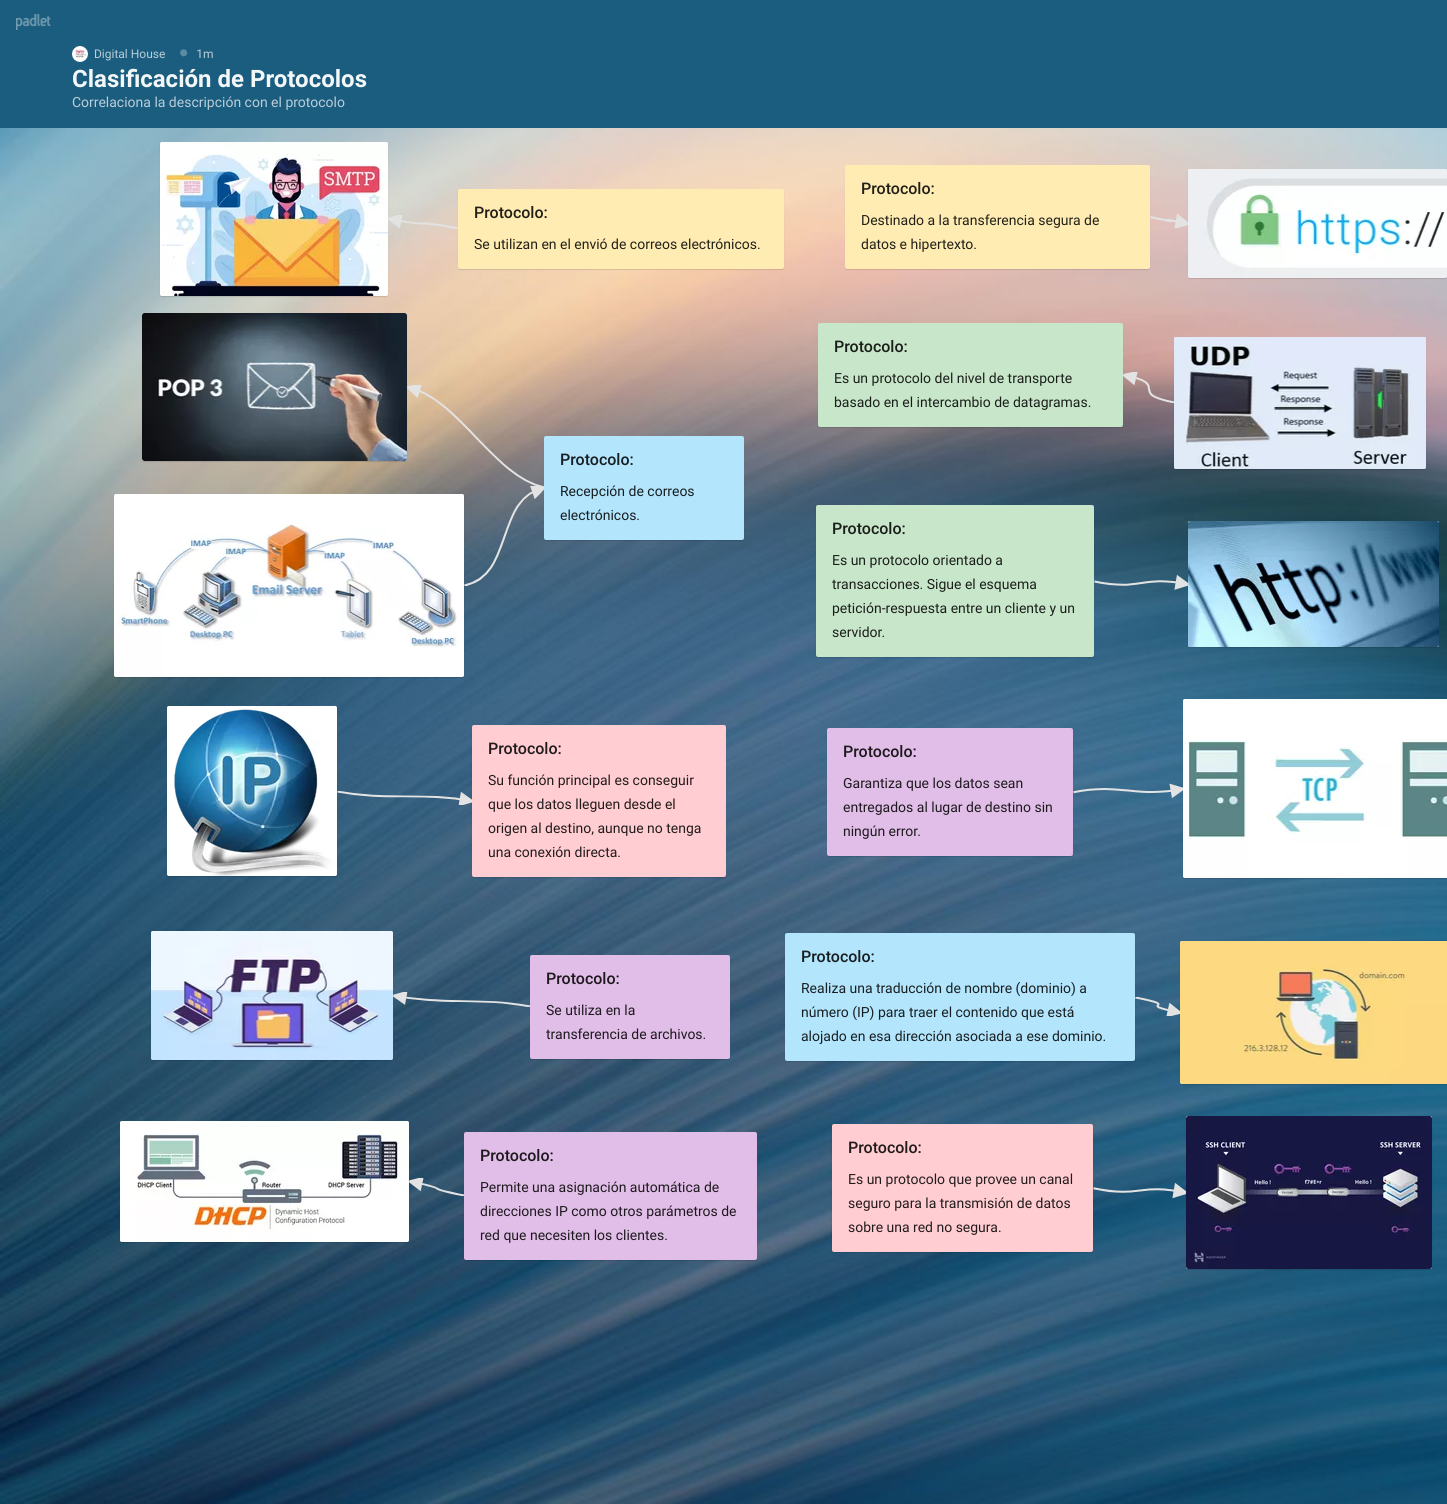 padlet
Digital House
1m
Clasificación de Protocolos
Correlaciona la descripción con el protocolo
SMTP
Protocolo:
Se utilizan en el envió de correos electrónicos.
Protocolo:
Destinado a la transferencia segura de
datos e hipertexto.
https://
POP 3
Protocolo:
Recepción de correos
electrónicos.
Protocolo:
Es un protocolo del nivel de transporte
basado en el intercambio de datagramas.
UDP
Request
Response
Response
Client
Server
IMAP
IMAP
IMAP
IMAP
Email Server
SmartPhone
Desktop PC
Tablet
Desktop PC
Protocolo:
Es un protocolo orientado a
transacciones. Sigue el esquema
petición-respuesta entre un cliente y un
servidor.
http://www
IP
Protocolo:
Su función principal es conseguir
que los datos lleguen desde el
origen al destino, aunque no tenga
una conexión directa.
Protocolo:
Garantiza que los datos sean
entregados al lugar de destino sin
ningún error.
TCP
FTP
Protocolo:
Se utiliza en la
transferencia de archivos.
Protocolo:
Realiza una traducción de nombre (dominio) a
número (IP) para traer el contenido que está
alojado en esa dirección asociada a ese dominio.
domain.com
216.3.128.12
DHCP Client
Router
DHCP Server
DHCP
Dynamic Host
Configuration Protocol
Protocolo:
Permite una asignación automática de
direcciones IP como otros parámetros de
red que necesiten los clientes.
Protocolo:
Es un protocolo que provee un canal
seguro para la transmisión de datos
sobre una red no segura.
SSH CLIENT
SSH SERVER
Hello !
f7#E+r
Hello !